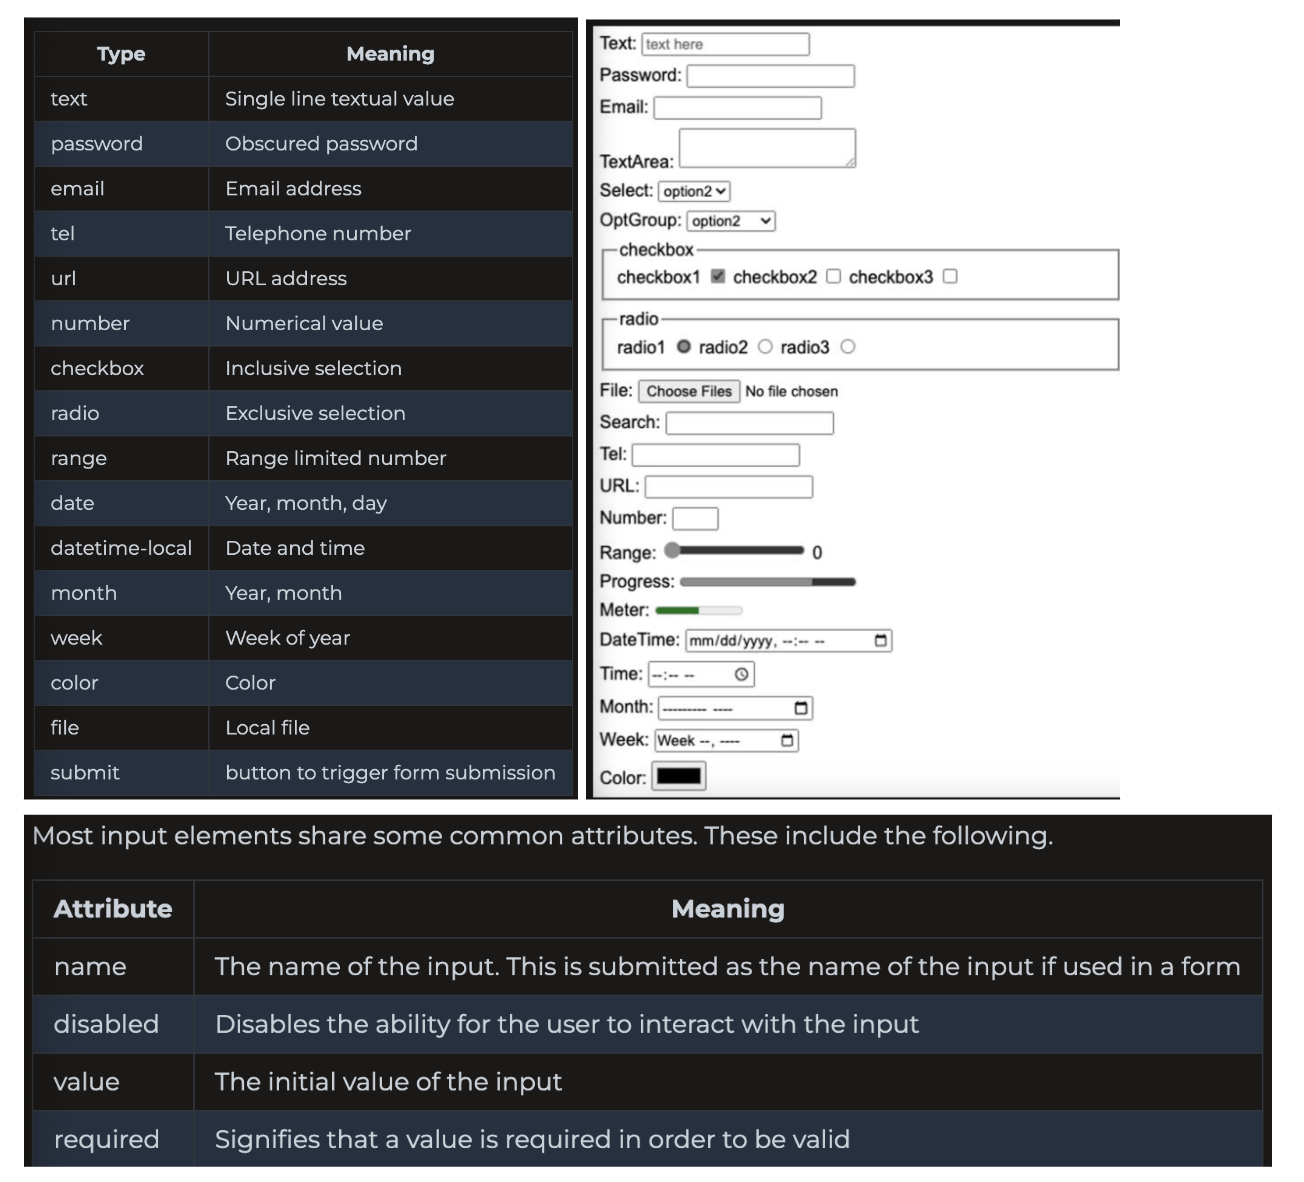 Type Meaning
text Single line textual value
password Obscured password
email Email address
tel Telephone number
url URL address
number Numerical value
checkbox Inclusive selection
radio Exclusive selection
range Range limited number
date Year, month, day
datetime-local Date and time
month Year, month
week Week of year
color Color
file Local file
submit button to trigger form submission
Text: text here
Password:
Email:
TextArea:
Select: option2
OptGroup: option2
checkbox
checkbox1 checkbox2 checkbox3
radio
radio1 radio2 radio3
File: Choose Files No file chosen
Search:
Tel:
URL:
Number:
Range: 0
Progress:
Meter:
DateTime: mm/dd/yyyy, --:-- --
Time: --:-- --
Month: --------- ----
Week: Week --, ----
Color:
Most input elements share some common attributes. These include the following.
Attribute Meaning
name The name of the input. This is submitted as the name of the input if used in a form
disabled Disables the ability for the user to interact with the input
value The initial value of the input
required Signifies that a value is required in order to be valid